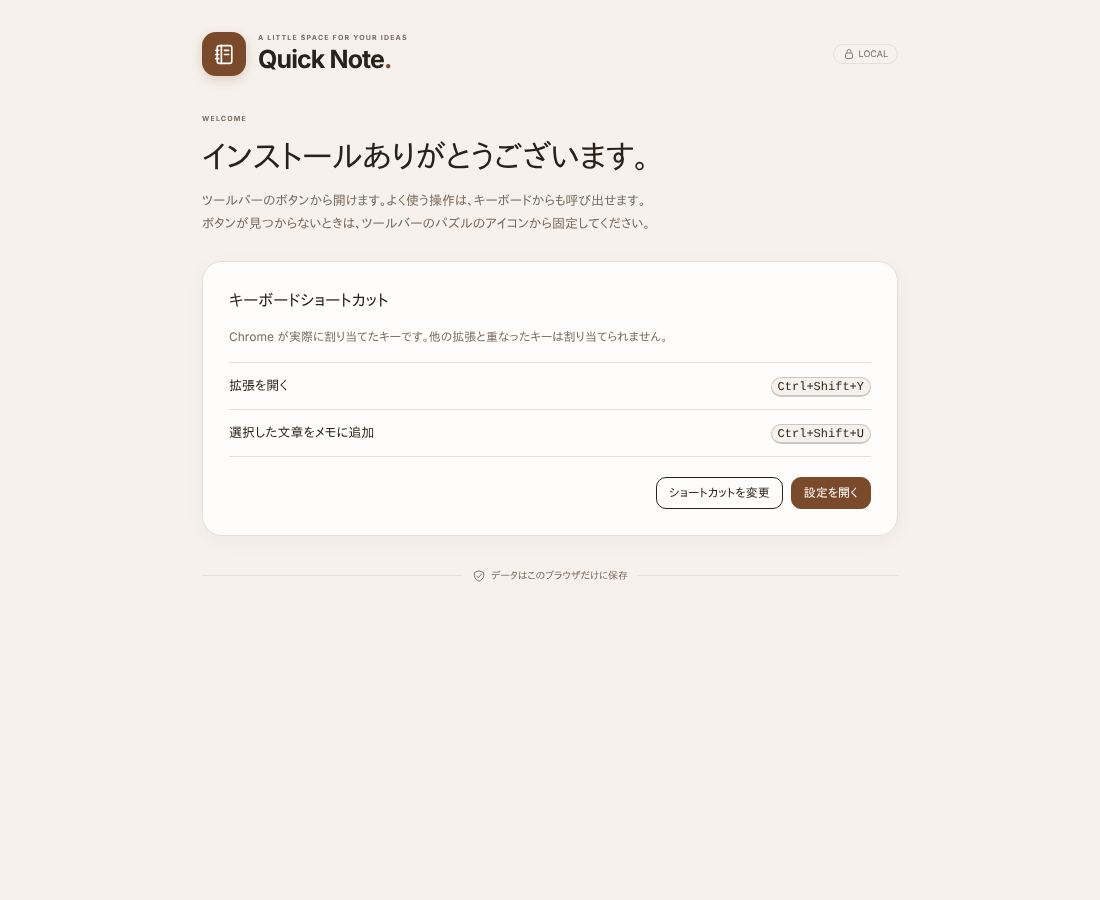 A LITTLE SPACE FOR YOUR IDEAS
Quick Note.
LOCAL
WELCOME
インストールありがとうございます。
ツールバーのボタンから開けます。よく使う操作は、キーボードからも呼び出せます。
ボタンが見つからないときは、ツールバーのパズルのアイコンから固定してください。
キーボードショートカット
Chrome が実際に割り当てたキーです。他の拡張と重なったキーは割り当てられません。
拡張を開く
Ctrl+Shift+Y
選択した文章をメモに追加
Ctrl+Shift+U
ショートカットを変更
設定を開く
データはこのブラウザだけに保存